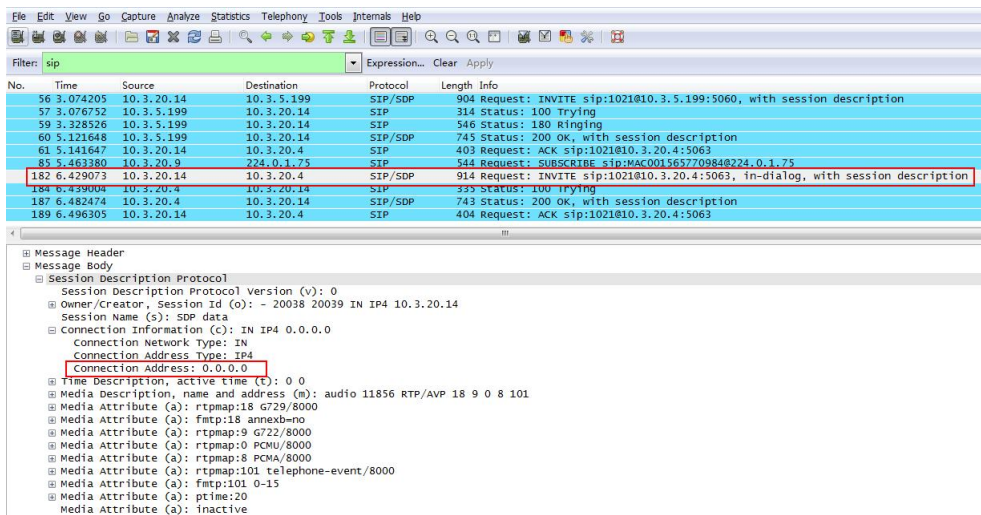 File Edit View Go Capture Analyze Statistics Telephony Tools Internals Help
Filter: sip Expression... Clear Apply
No. Time Source Destination Protocol Length Info
56 3.074205 10.3.20.14 10.3.5.199 SIP/SDP 904 Request: INVITE sip:1021@10.3.5.199:5060, with session description
57 3.076752 10.3.5.199 10.3.20.14 SIP 314 Status: 100 Trying
59 3.328526 10.3.5.199 10.3.20.14 SIP 546 Status: 180 Ringing
60 5.121648 10.3.5.199 10.3.20.14 SIP/SDP 745 Status: 200 OK, with session description
61 5.141647 10.3.20.14 10.3.20.4 SIP 403 Request: ACK sip:1021@10.3.20.4:5063
85 5.463380 10.3.20.9 224.0.1.75 SIP 544 Request: SUBSCRIBE sip:MAC001565770984@224.0.1.75
182 6.429073 10.3.20.14 10.3.20.4 SIP/SDP 914 Request: INVITE sip:1021@10.3.20.4:5063, in-dialog, with session description
184 6.439004 10.3.20.4 10.3.20.14 SIP 335 Status: 100 Trying
187 6.482474 10.3.20.4 10.3.20.14 SIP/SDP 743 Status: 200 OK, with session description
189 6.496305 10.3.20.14 10.3.20.4 SIP 404 Request: ACK sip:1021@10.3.20.4:5063
Message Header
Message Body
Session Description Protocol
Session Description Protocol Version (v): 0
Owner/Creator, Session Id (o): - 20038 20039 IN IP4 10.3.20.14
Session Name (s): SDP data
Connection Information (c): IN IP4 0.0.0.0
Connection Network Type: IN
Connection Address Type: IP4
Connection Address: 0.0.0.0
Time Description, active time (t): 0 0
Media Description, name and address (m): audio 11856 RTP/AVP 18 9 0 8 101
Media Attribute (a): rtpmap:18 G729/8000
Media Attribute (a): fmtp:18 annexb=no
Media Attribute (a): rtpmap:9 G722/8000
Media Attribute (a): rtpmap:0 PCMU/8000
Media Attribute (a): rtpmap:8 PCMA/8000
Media Attribute (a): rtpmap:101 telephone-event/8000
Media Attribute (a): fmtp:101 0-15
Media Attribute (a): ptime:20
Media Attribute (a): inactive